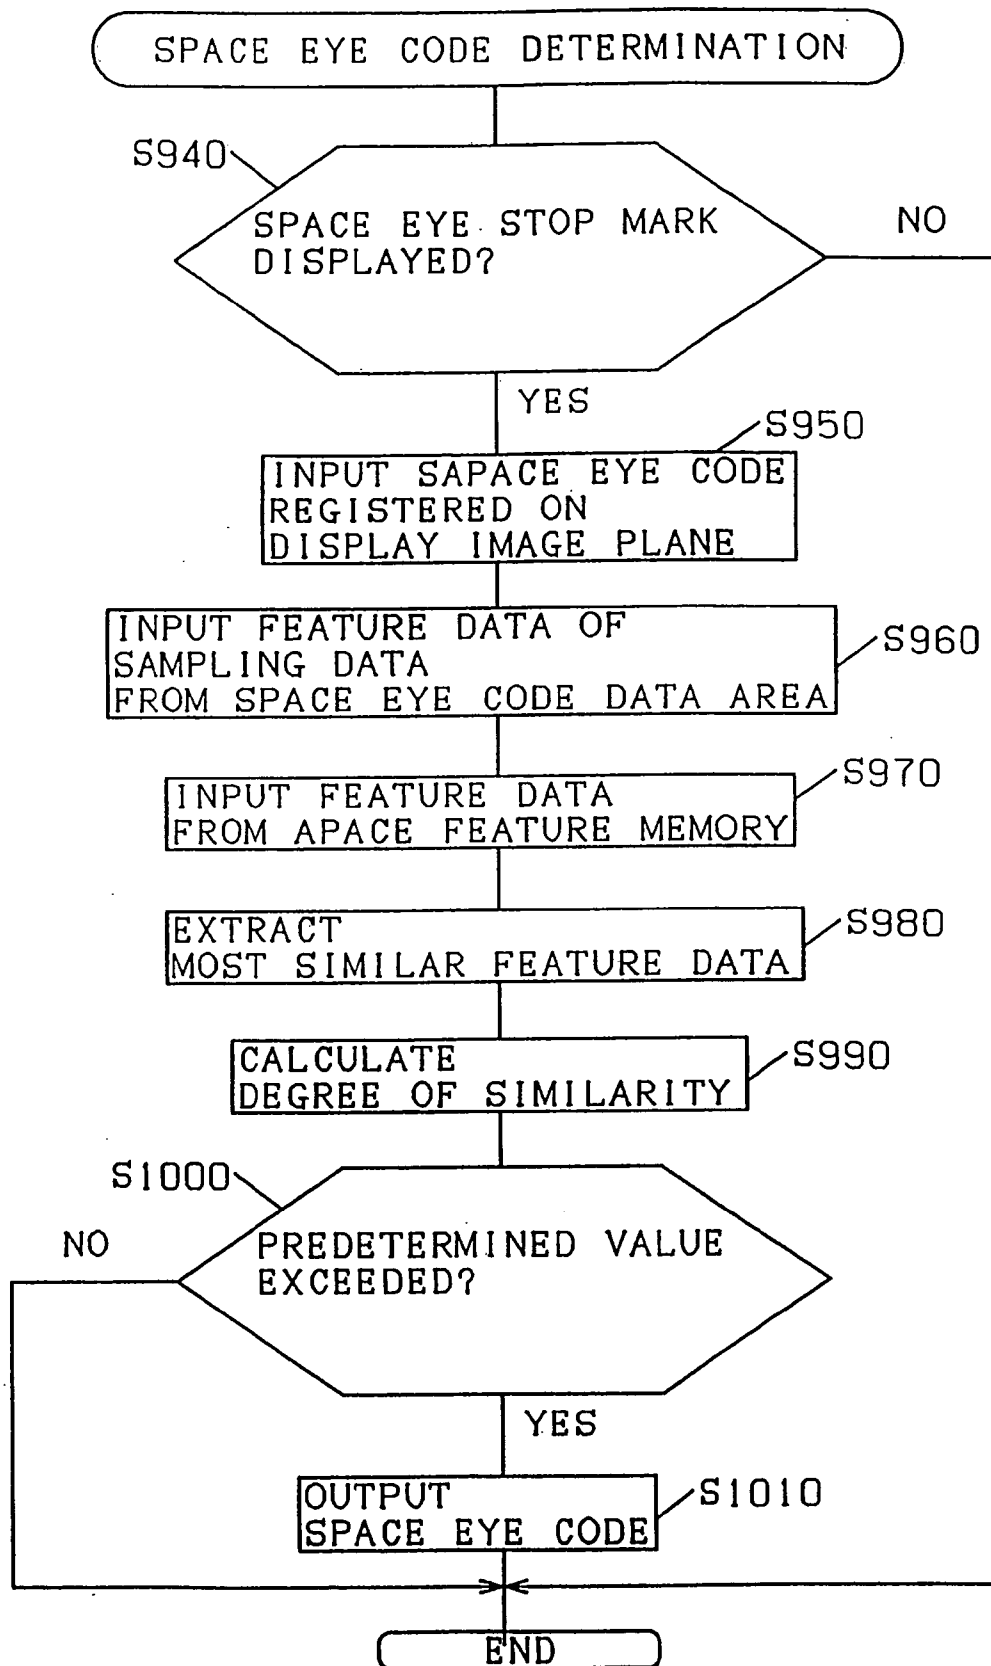 SPACE EYE CODE DETERMINATION
S940
SPACE EYE STOP MARK
DISPLAYED?
NO
YES
S950
INPUT SAPACE EYE CODE
REGISTERED ON
DISPLAY IMAGE PLANE
INPUT FEATURE DATA OF
SAMPLING DATA
FROM SPACE EYE CODE DATA AREA
S960
INPUT FEATURE DATA
FROM APACE FEATURE MEMORY
S970
EXTRACT
MOST SIMILAR FEATURE DATA
S980
CALCULATE
DEGREE OF SIMILARITY
S990
S1000
NO
PREDETERMINED VALUE
EXCEEDED?
YES
OUTPUT
SPACE EYE CODE
S1010
END